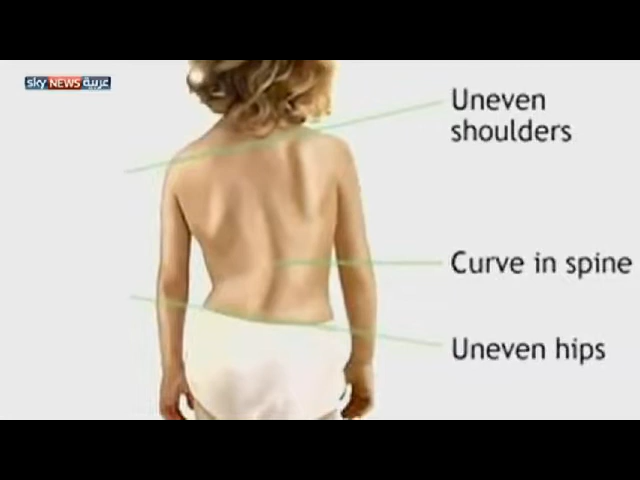 sky NEWS عربية
Uneven
shoulders
Curve in spine
Uneven hips